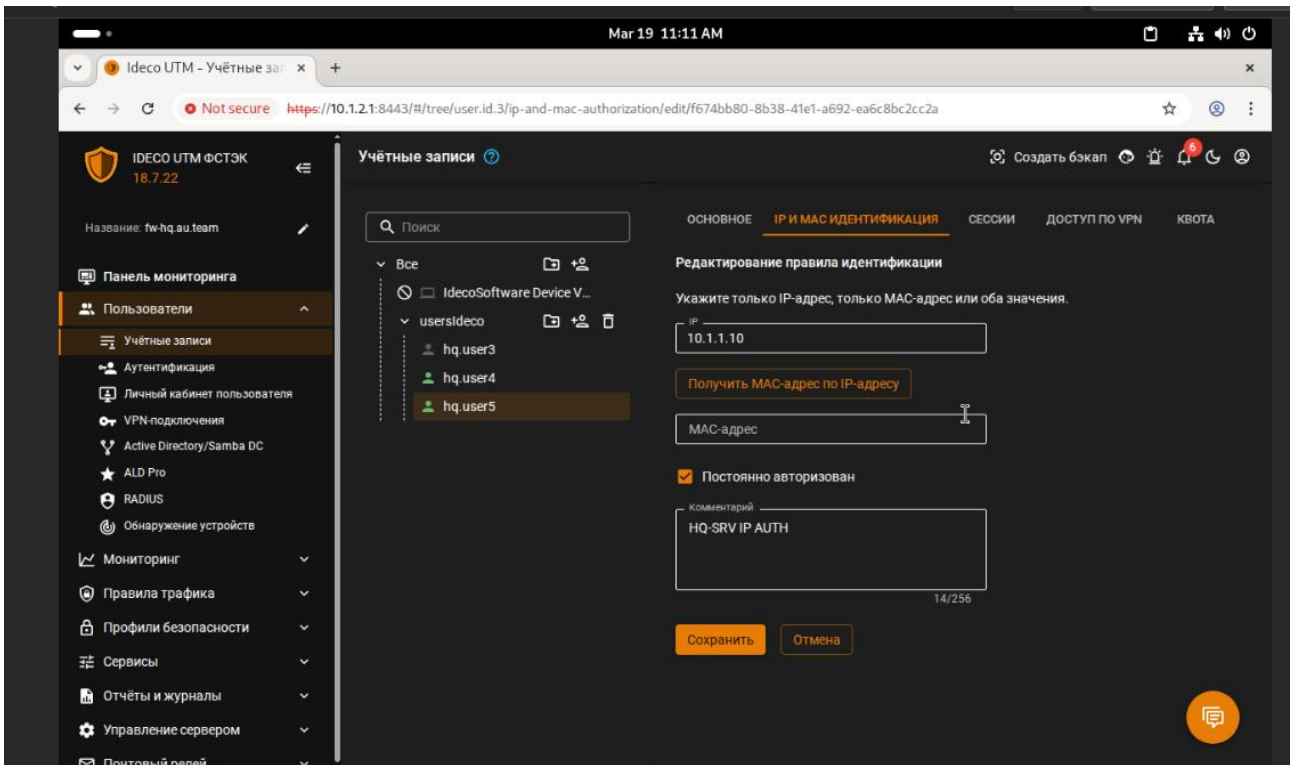 Mar 19 11:11 AM
Ideco UTM - Учётные зап
Not secure https://10.1.2.1:8443/#/tree/user.id.3/ip-and-mac-authorization/edit/f674bb80-8b38-41e1-a692-ea6c8bc2cc2a
IDECO UTM ФСТЭК
18.7.22
Название: fw-hq.au.team
Панель мониторинга
Пользователи
Учётные записи
Аутентификация
Личный кабинет пользователя
VPN-подключения
Active Directory/Samba DC
ALD Pro
RADIUS
Обнаружение устройств
Мониторинг
Правила трафика
Профили безопасности
Сервисы
Отчёты и журналы
Управление сервером
Почтовый релей
Учётные записи
Создать бэкап
6
Поиск
Все
IdecoSoftware Device V...
usersIdeco
hq.user3
hq.user4
hq.user5
ОСНОВНОЕ IP И MAC ИДЕНТИФИКАЦИЯ СЕССИИ ДОСТУП ПО VPN КВОТА
Редактирование правила идентификации
Укажите только IP-адрес, только MAC-адрес или оба значения.
IP
10.1.1.10
Получить MAC-адрес по IP-адресу
MAC-адрес
Постоянно авторизован
Комментарий
HQ-SRV IP AUTH
14/256
Сохранить Отмена